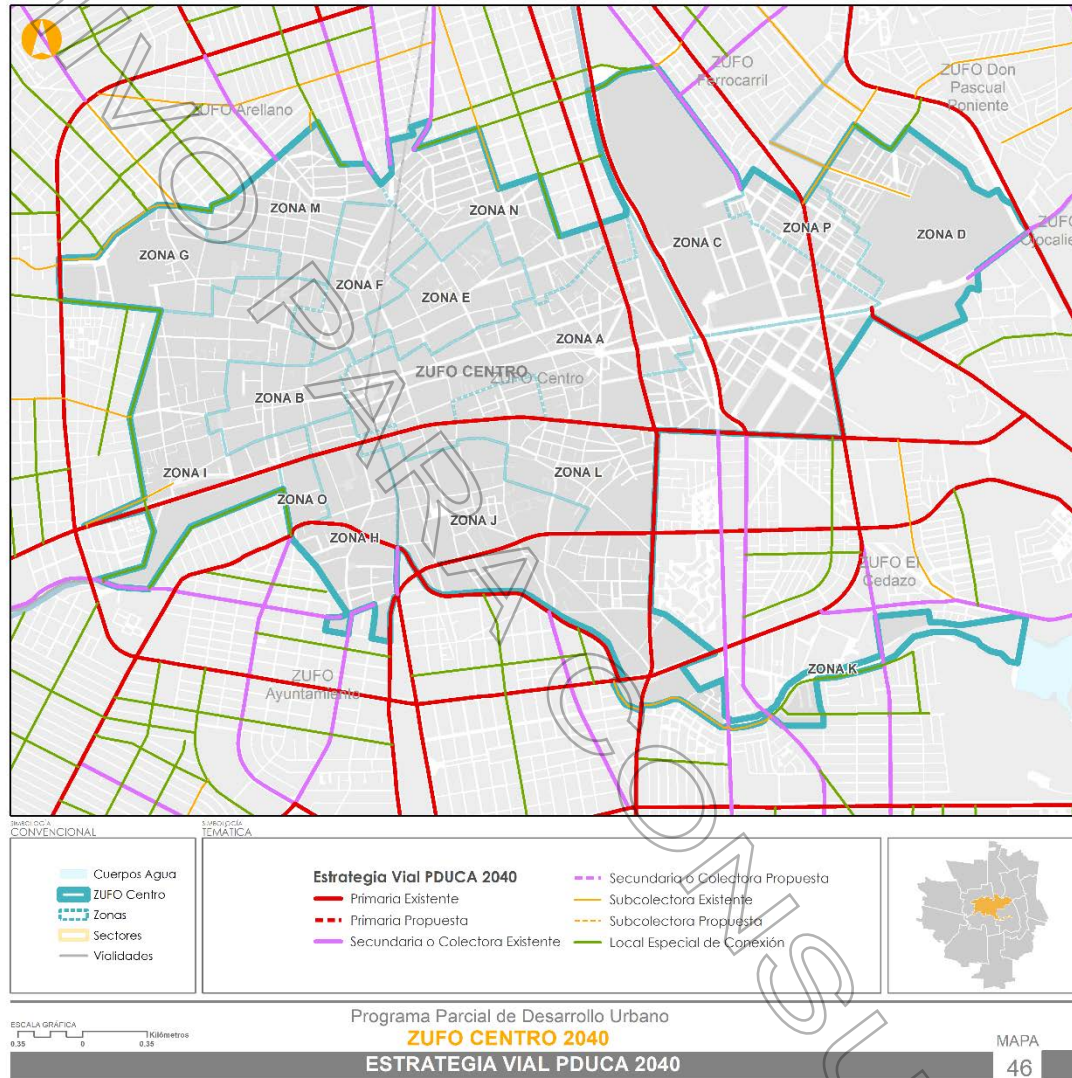 ZUFO
Ferrocarril
ZUFO Don
Pascual
Poniente
ZUFO Arellano
ZONA M
ZONA N
ZONA P
ZONA C
ZONA D
ZUFO
Ojocalie
ZONA G
ZONA F
ZONA E
ZONA A
ZUFO CENTRO
ZUFO Centro
ZONA B
ZONA I
ZONA L
ZONA O
ZONA J
ZONA H
ZUFO El
Cedazo
ZONA K
ZUFO
Ayuntamiento
IVO PARA CONSU
SIMBOLOGÍA
CONVENCIONAL
Cuerpos Agua
ZUFO Centro
Zonas
Sectores
Vialidades
SIMBOLOGÍA
TEMÁTICA
Estrategia Vial PDUCA 2040
Primaria Existente
Primaria Propuesta
Secundaria o Colectora Existente
Secundaria o Colectora Propuesta
Subcolectora Existente
Subcolectora Propuesta
Local Especial de Conexión
ESCALA GRÁFICA
0.35 0 0.35 Kilómetros
Programa Parcial de Desarrollo Urbano
ZUFO CENTRO 2040
ESTRATEGIA VIAL PDUCA 2040
MAPA
46